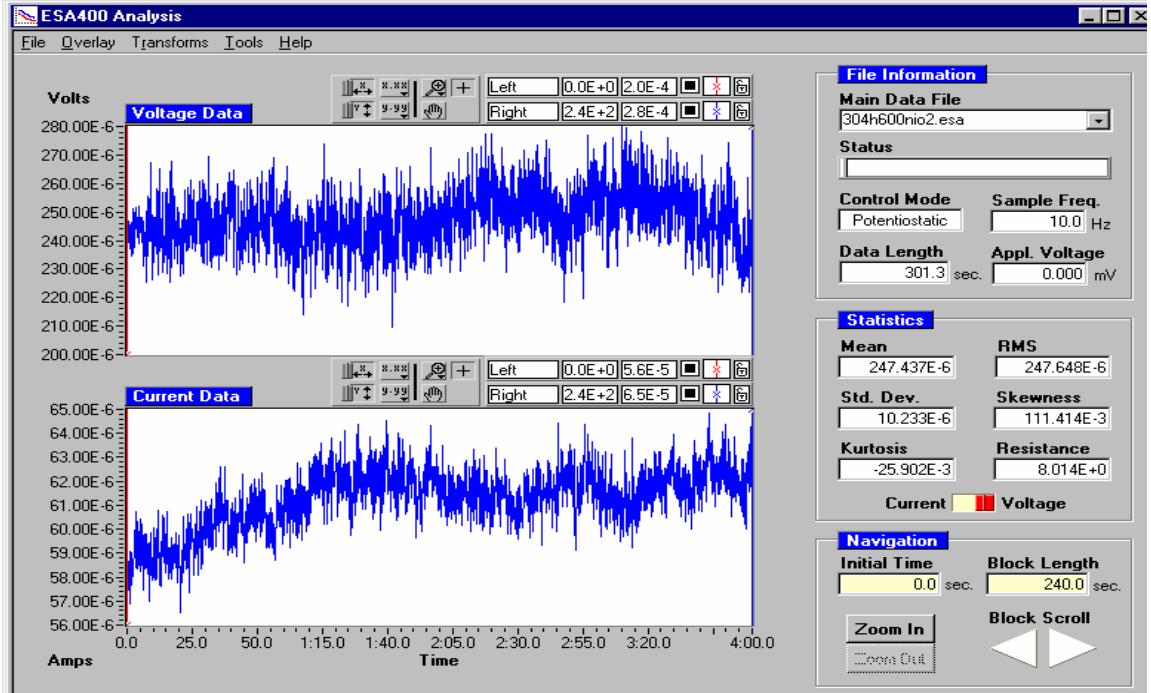 ESA400 Analysis
File Overlay Transforms Tools Help
Volts
Voltage Data
Left 0.0E+0 2.0E-4
Right 2.4E+2 2.8E-4
280.00E-6
270.00E-6
260.00E-6
250.00E-6
240.00E-6
230.00E-6
220.00E-6
210.00E-6
200.00E-6
Current Data
Left 0.0E+0 5.6E-5
Right 2.4E+2 6.5E-5
65.00E-6
64.00E-6
63.00E-6
62.00E-6
61.00E-6
60.00E-6
59.00E-6
58.00E-6
57.00E-6
56.00E-6
0.0 25.0 50.0 1:15.0 1:40.0 2:05.0 2:30.0 2:55.0 3:20.0 4:00.0
Amps Time
File Information
Main Data File
304h600nio2.esa
Status
Control Mode Sample Freq.
Potentiostatic 10.0 Hz
Data Length Appl. Voltage
301.3 sec. 0.000 mV
Statistics
Mean RMS
247.437E-6 247.648E-6
Std. Dev. Skewness
10.233E-6 111.414E-3
Kurtosis Resistance
-25.902E-3 8.014E+0
Current Voltage
Navigation
Initial Time Block Length
0.0 sec. 240.0 sec.
Zoom In Block Scroll
Zoom Out